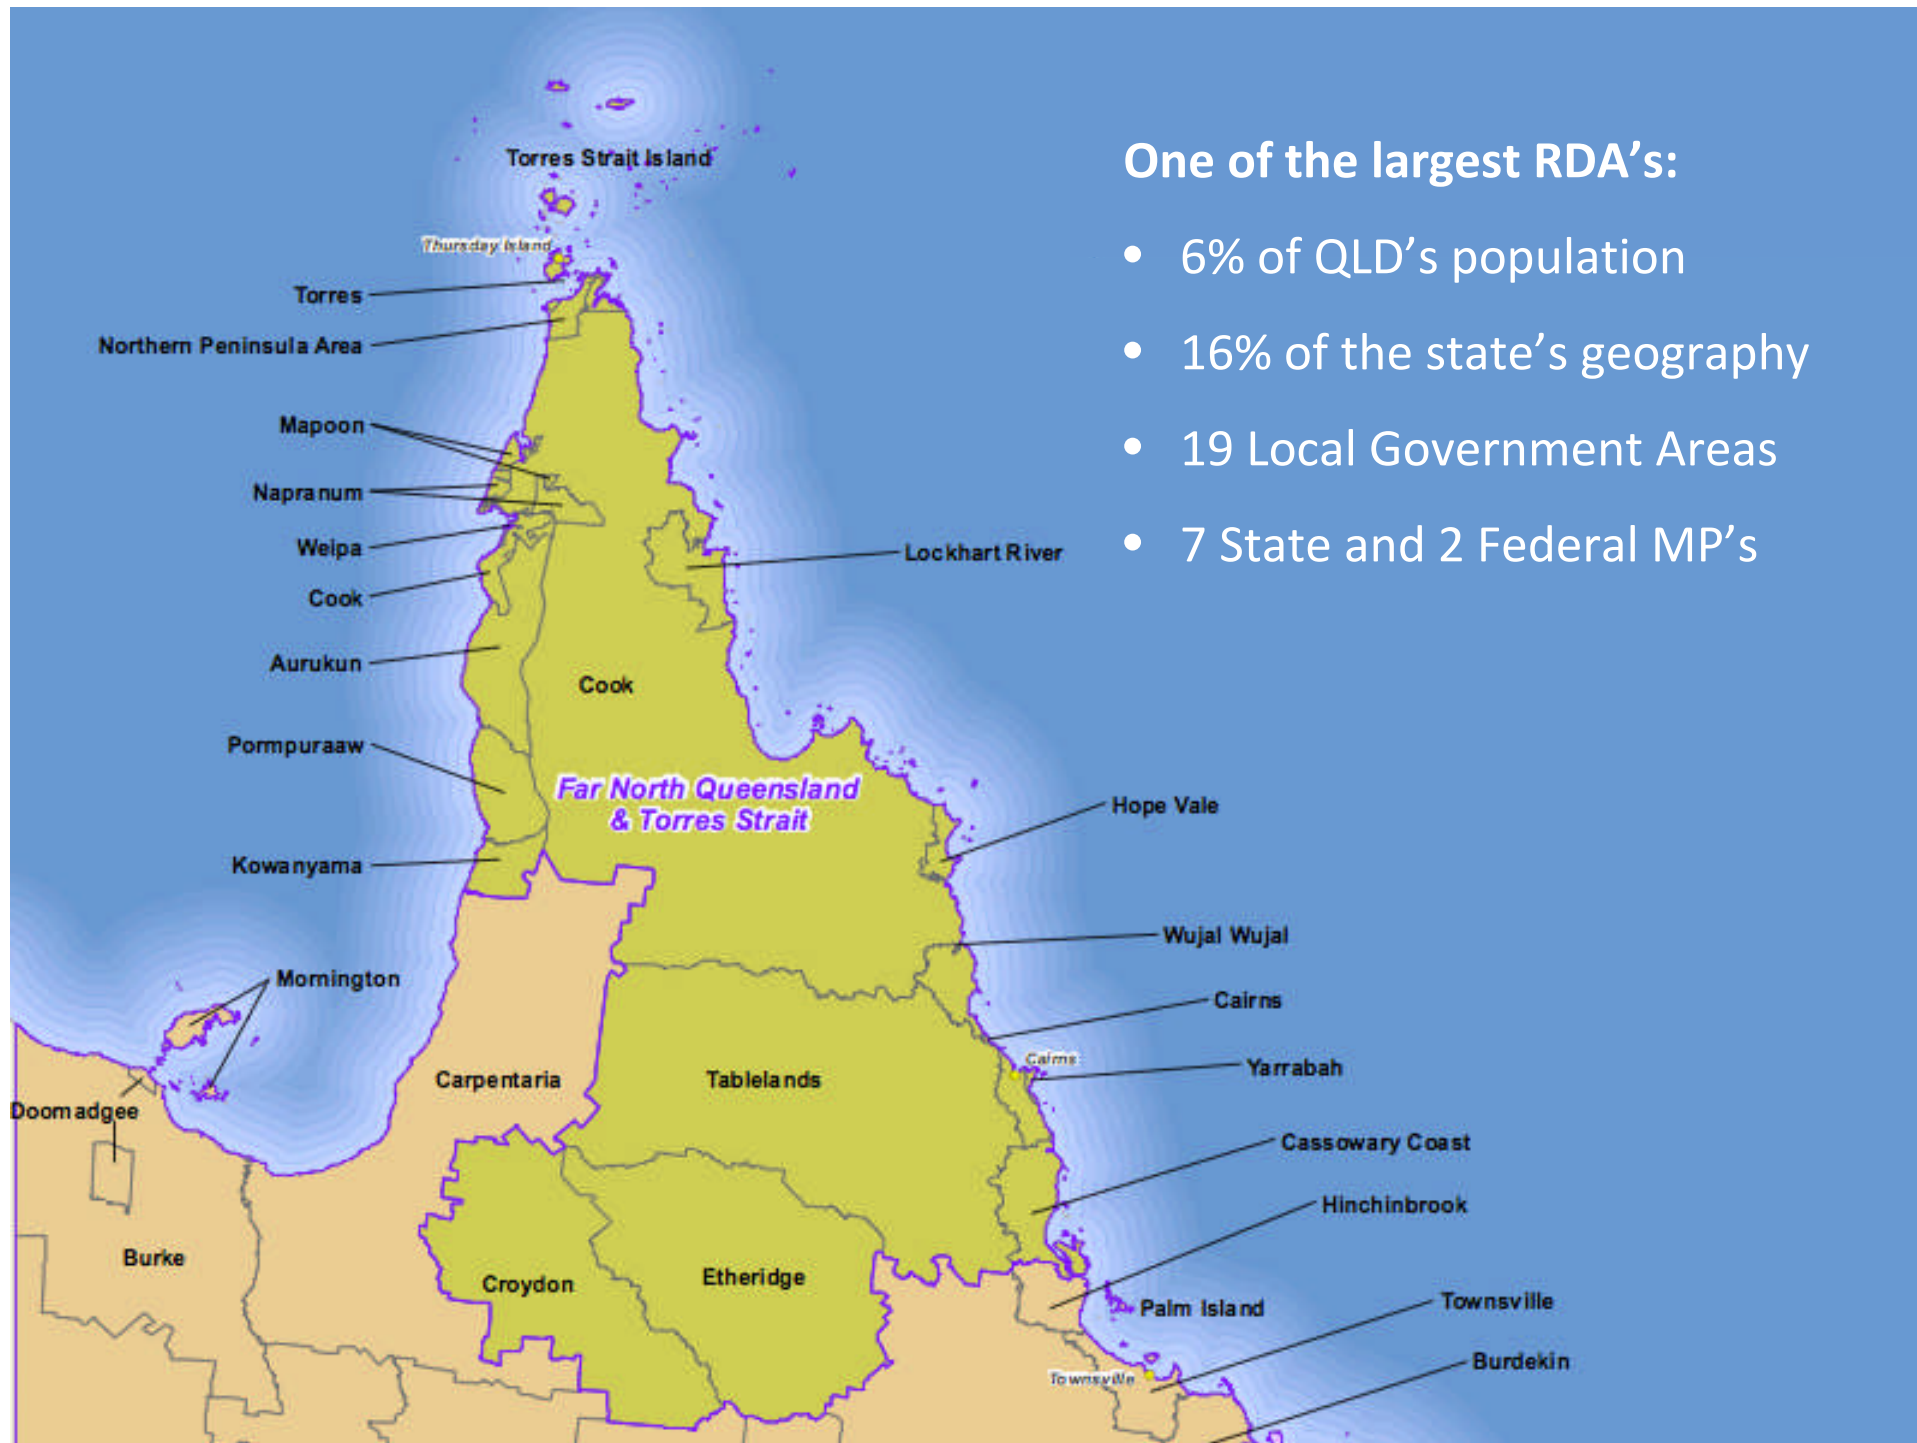 Torres Strait Island
One of the largest RDA’s:
Thursday Island
• 6% of QLD’s population
Torres
Northern Peninsula Area
• 16% of the state’s geography
Mapoon
• 19 Local Government Areas
Napranum
Weipa
Lockhart River
• 7 State and 2 Federal MP’s
Cook
Aurukun
Cook
Pormpuraaw
Far North Queensland
& Torres Strait
Hope Vale
Kowanyama
Wujal Wujal
Mornington
Cairns
Cairns
Yarrabah
Carpentaria
Tablelands
Doomadgee
Cassowary Coast
Hinchinbrook
Burke
Croydon
Etheridge
Palm Island
Townsville
Burdekin
Townsville